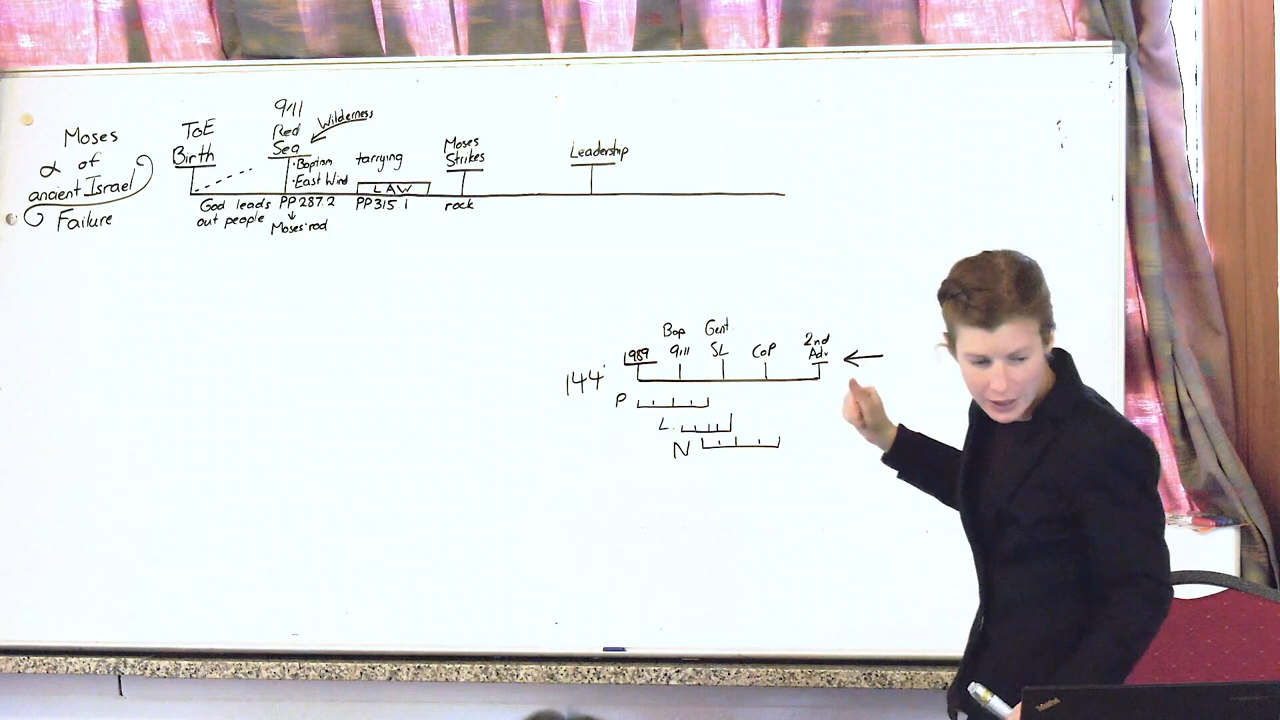 Moses
α of
ancient Israel
Failure
ToE
Birth
9/11
Red
Sea
Wilderness
·Baptism
·East Wind
tarrying
LAW
Moses
Strikes
rock
Leadership
God leads
out people
PP 287.2
Moses' rod
PP 315.1
144
1989
Bap
9/11
Gent.
SL
CoP
2nd
Adv
P
L
N